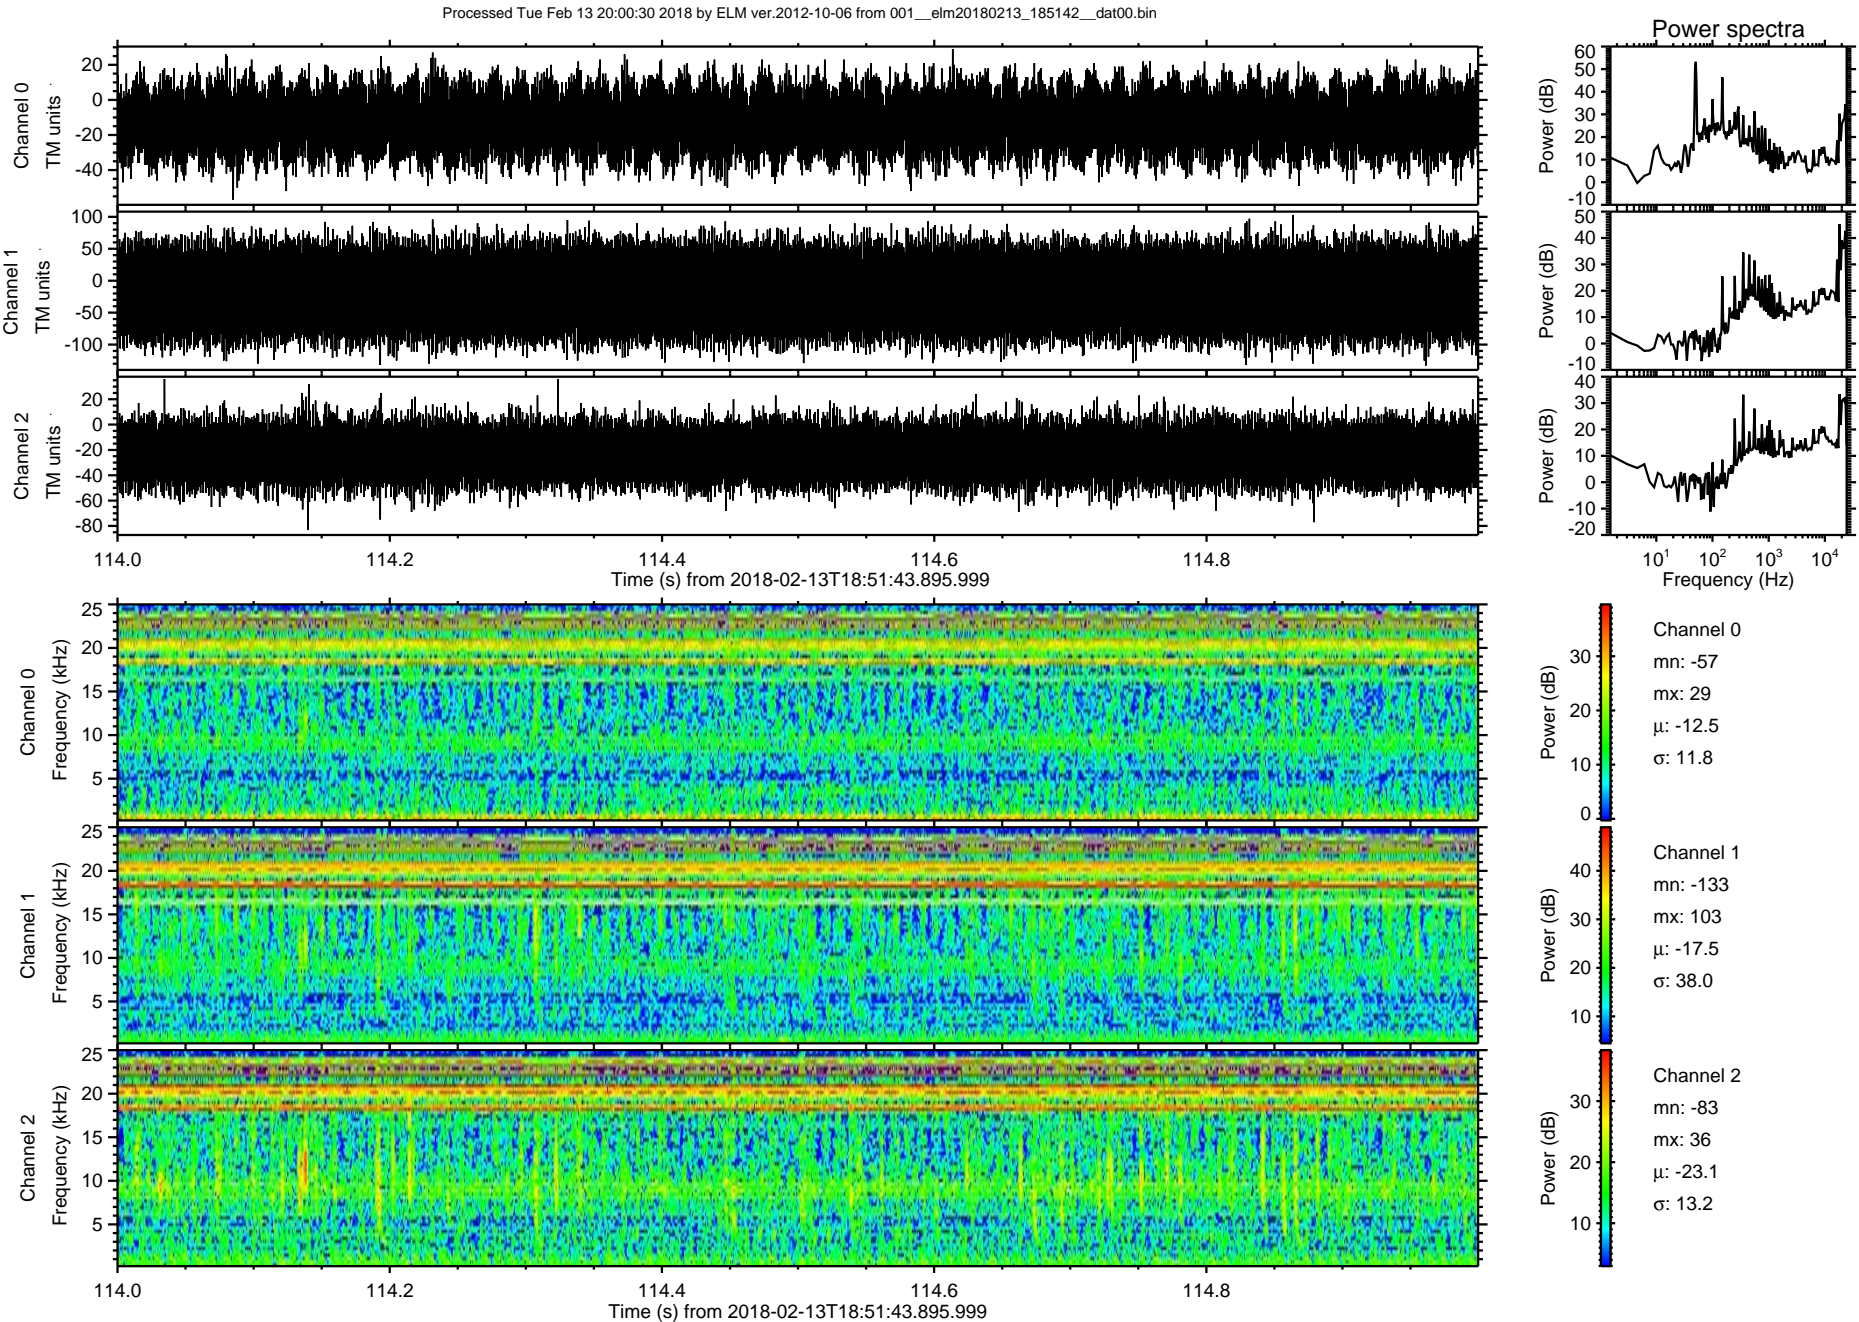 Processed Tue Feb 13 20:00:30 2018 by ELM ver.2012-10-06 from 001__elm20180213_185142__dat00.bin
Power spectra
Channel 0
TM units
20
0
-20
-40
Power (dB)
60
50
40
30
20
10
0
-10
Channel 1
TM units
100
50
0
-50
-100
Power (dB)
50
40
30
20
10
0
-10
Channel 2
TM units
20
0
-20
-40
-60
-80
Power (dB)
40
30
20
10
0
-10
-20
114.0 114.2 114.4 114.6 114.8
Time (s) from 2018-02-13T18:51:43.895.999
10^1 10^2 10^3 10^4
Frequency (Hz)
Channel 0
Frequency (kHz)
25
20
15
10
5
Power (dB)
30
20
10
0
Channel 0
mn: -57
mx: 29
μ: -12.5
σ: 11.8
Channel 1
Frequency (kHz)
25
20
15
10
5
Power (dB)
40
30
20
10
Channel 1
mn: -133
mx: 103
μ: -17.5
σ: 38.0
Channel 2
Frequency (kHz)
25
20
15
10
5
Power (dB)
30
20
10
Channel 2
mn: -83
mx: 36
μ: -23.1
σ: 13.2
114.0 114.2 114.4 114.6 114.8
Time (s) from 2018-02-13T18:51:43.895.999